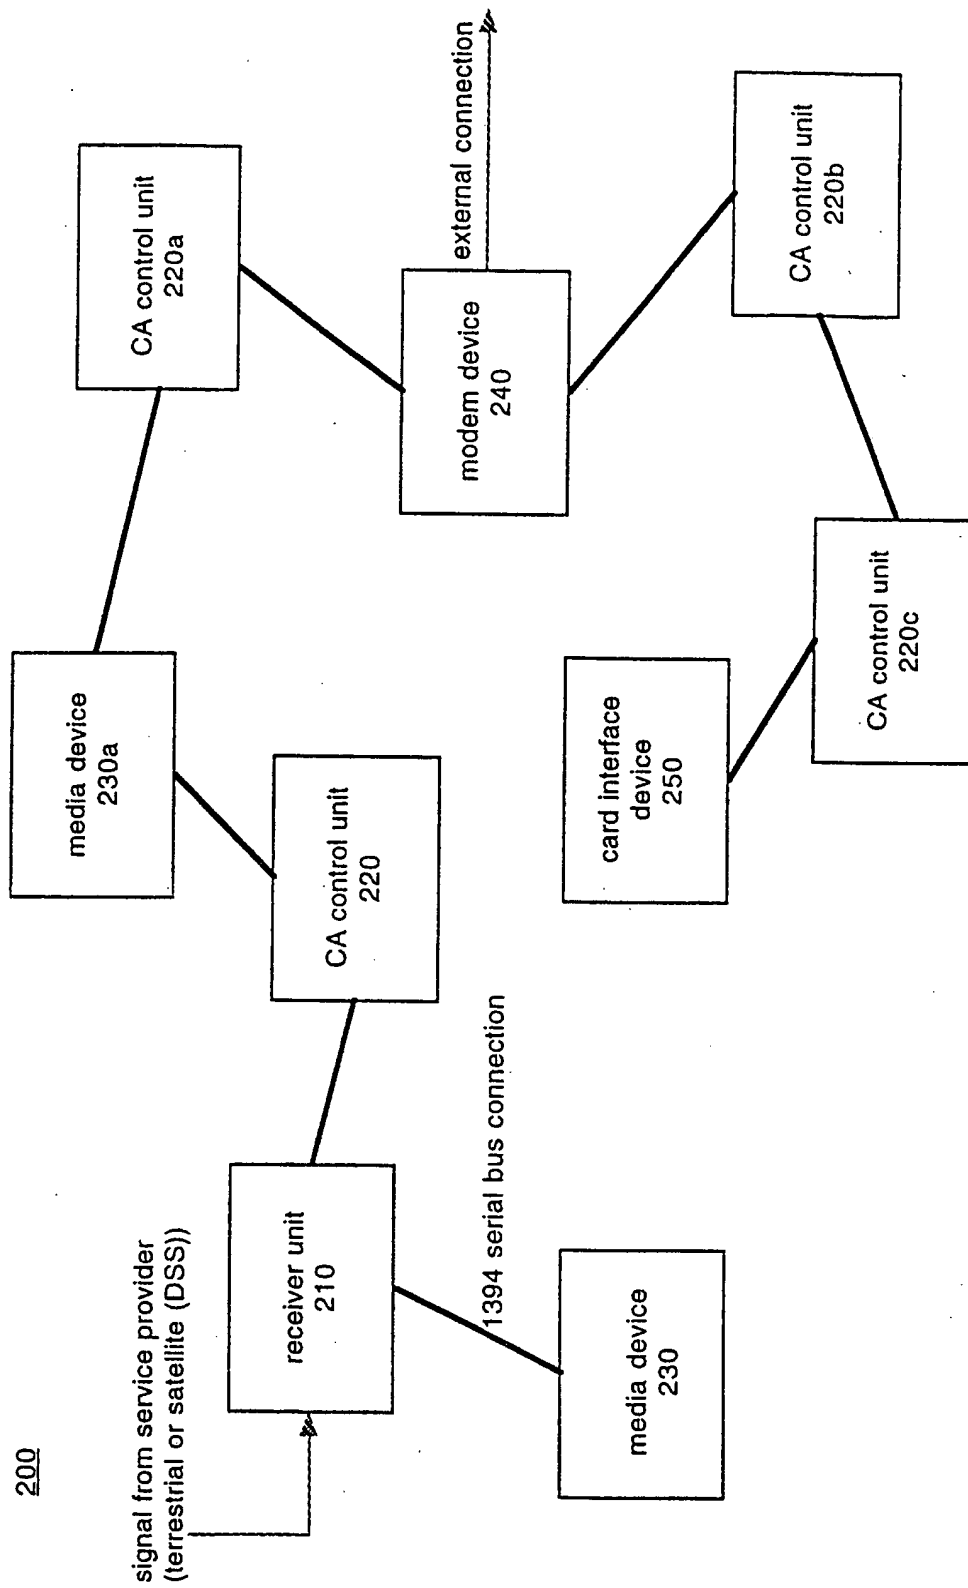 200
signal from service provider
(terrestrial or satellite (DSS))
receiver unit
210
media device
230
1394 serial bus connection
CA control unit
220
media device
230a
CA control unit
220a
modem device
240
external connection
card interface
device
250
CA control unit
220c
CA control unit
220b